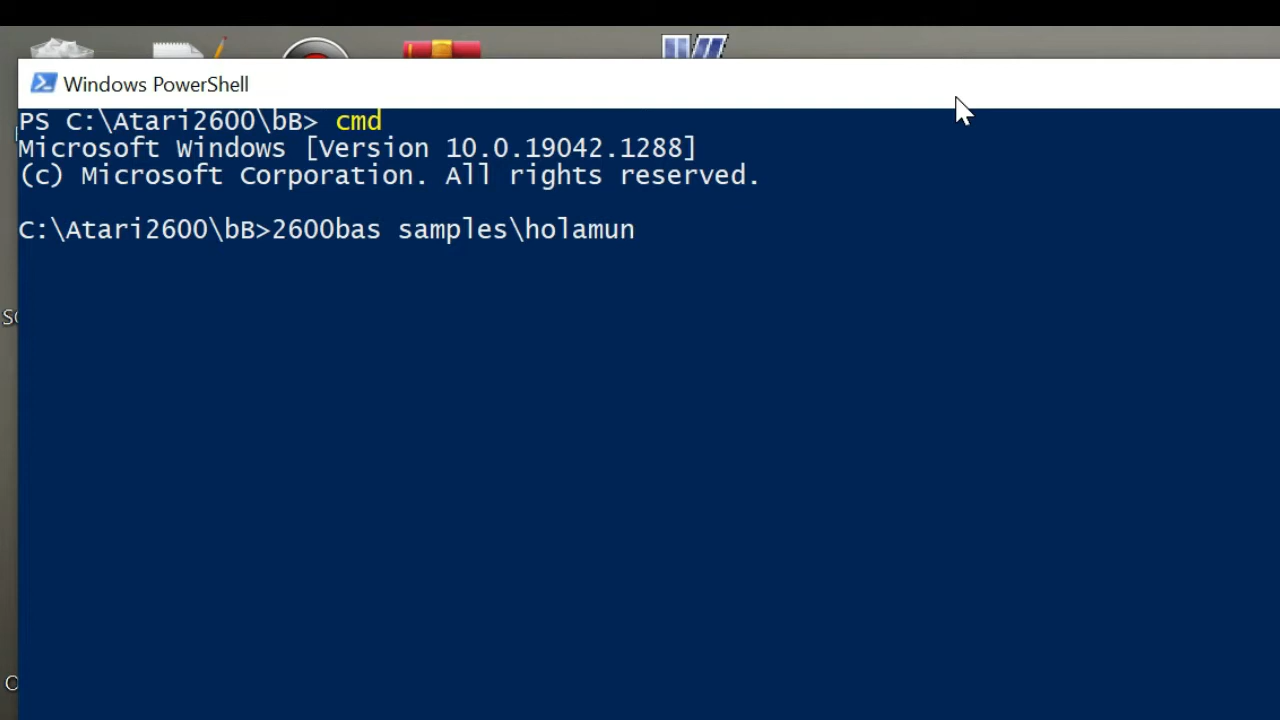 Windows PowerShell
PS C:\Atari2600\bB> cmd
Microsoft Windows [Version 10.0.19042.1288]
(c) Microsoft Corporation. All rights reserved.
C:\Atari2600\bB>2600bas samples\holamun